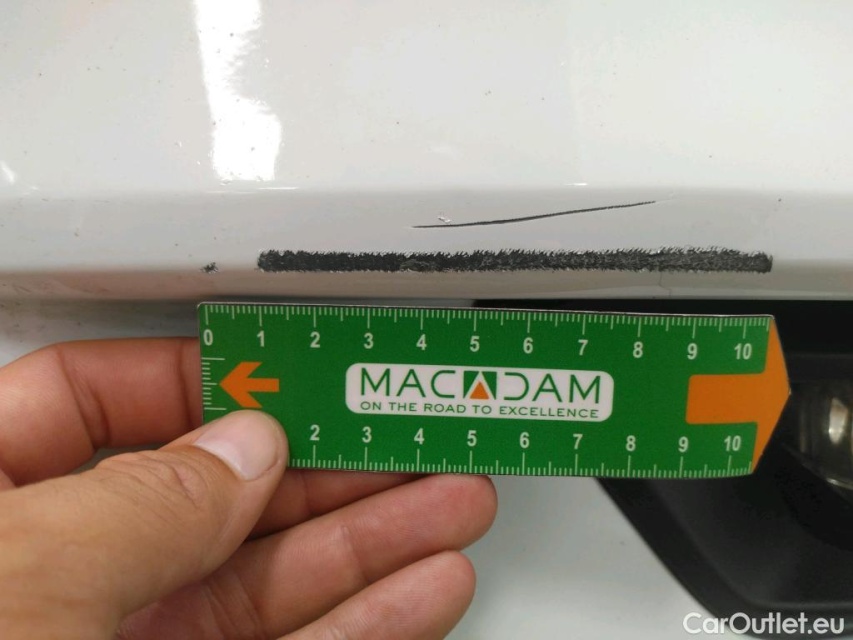 0 1 2 3 4 5 6 7 8 9 10
MACADAM
ON THE ROAD TO EXCELLENCE
2 3 4 5 6 7 8 9 10
CarOutlet.eu